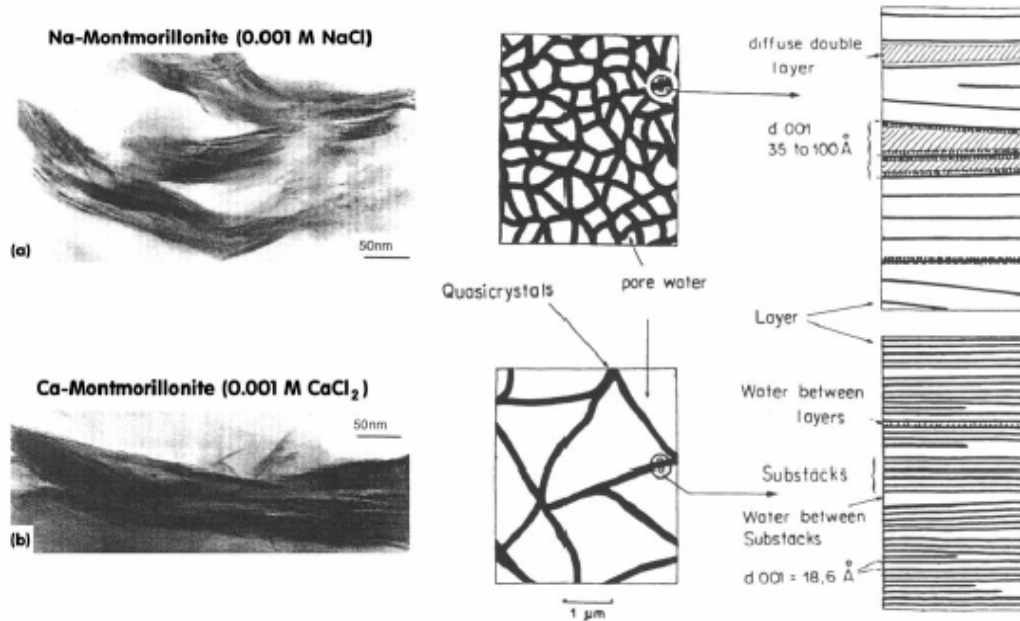 Na-Montmorillonite (0.001 M NaCl)
(a)
50nm
Ca-Montmorillonite (0.001 M CaCl₂)
50nm
(b)
Quasicrystals
pore water
1 µm
diffuse double
layer
d 001
35 to 100 Å
Layer
Water between
layers
Substacks
Water between
Substacks
d 001 = 18,6 Å